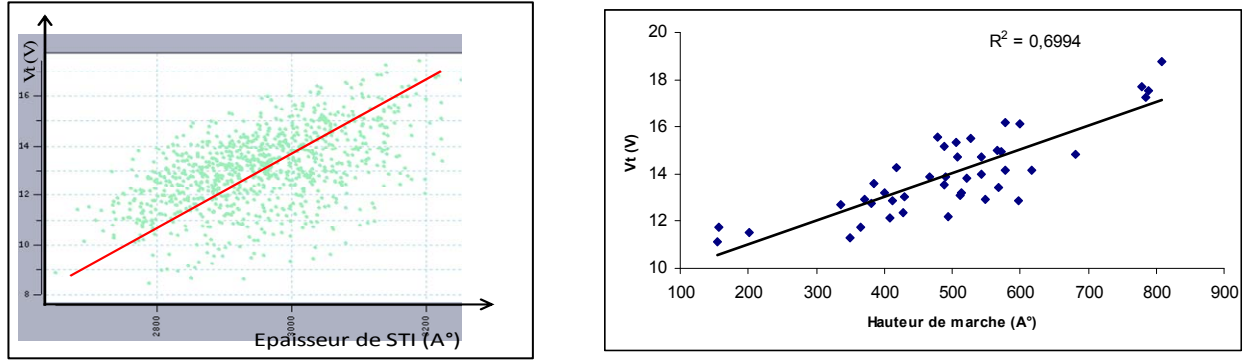 Vt (V)
16
14
12
10
8
2800
3000
3200
Epaisseur de STI (A°)
R² = 0,6994
20
18
16
14
12
10
Vt (V)
100 200 300 400 500 600 700 800 900
Hauteur de marche (A°)